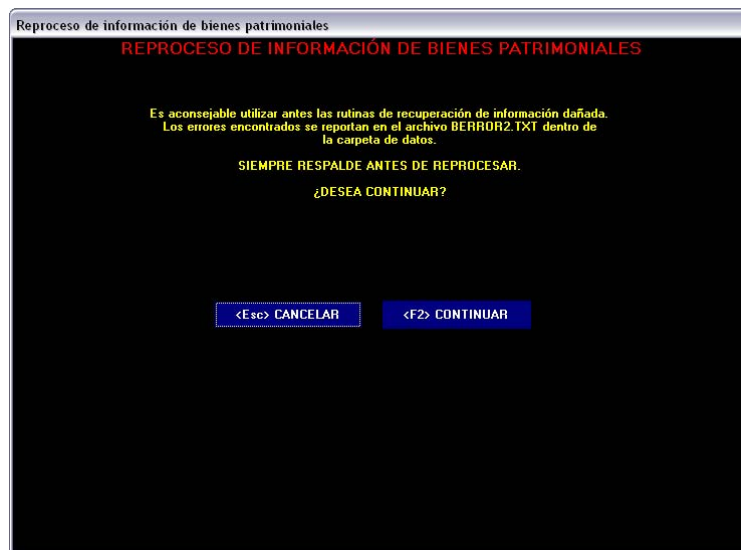 Reproceso de información de bienes patrimoniales
REPROCESO DE INFORMACIÓN DE BIENES PATRIMONIALES
Es aconsejable utilizar antes las rutinas de recuperación de información dañada.
Los errores encontrados se reportan en el archivo BERROR2.TXT dentro de
la carpeta de datos.
SIEMPRE RESPALDE ANTES DE REPROCESAR.
¿DESEA CONTINUAR?
<Esc> CANCELAR
<F2> CONTINUAR